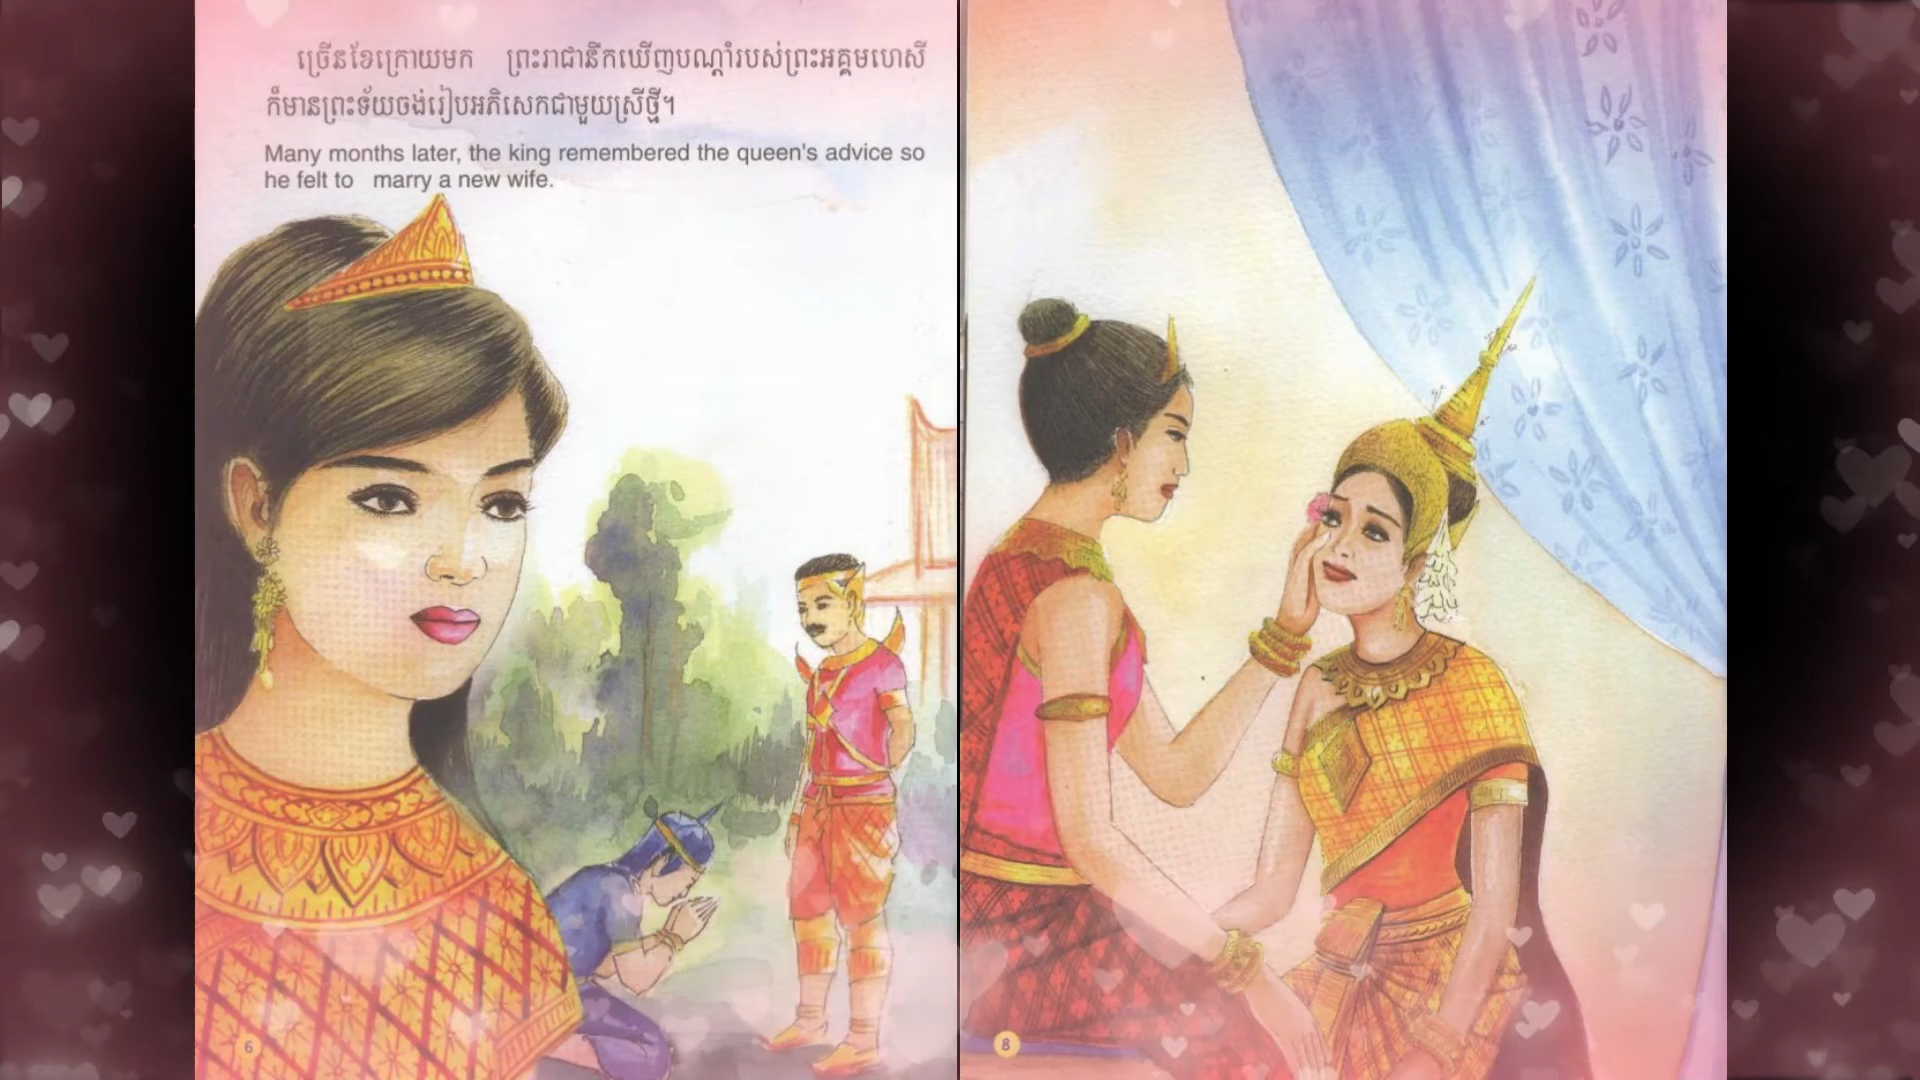 ច្រើនខែក្រោយមក ព្រះរាជានឹកឃើញបណ្ដាំរបស់ព្រះអគ្គមហេសី
ក៏មានព្រះទ័យចង់រៀបអភិសេកជាមួយស្រីថ្មី។
Many months later, the king remembered the queen's advice so
he felt to marry a new wife.
6
8